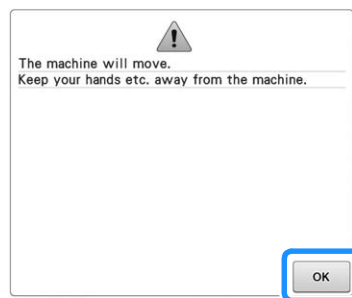 The machine will move.
Keep your hands etc. away from the machine.
OK